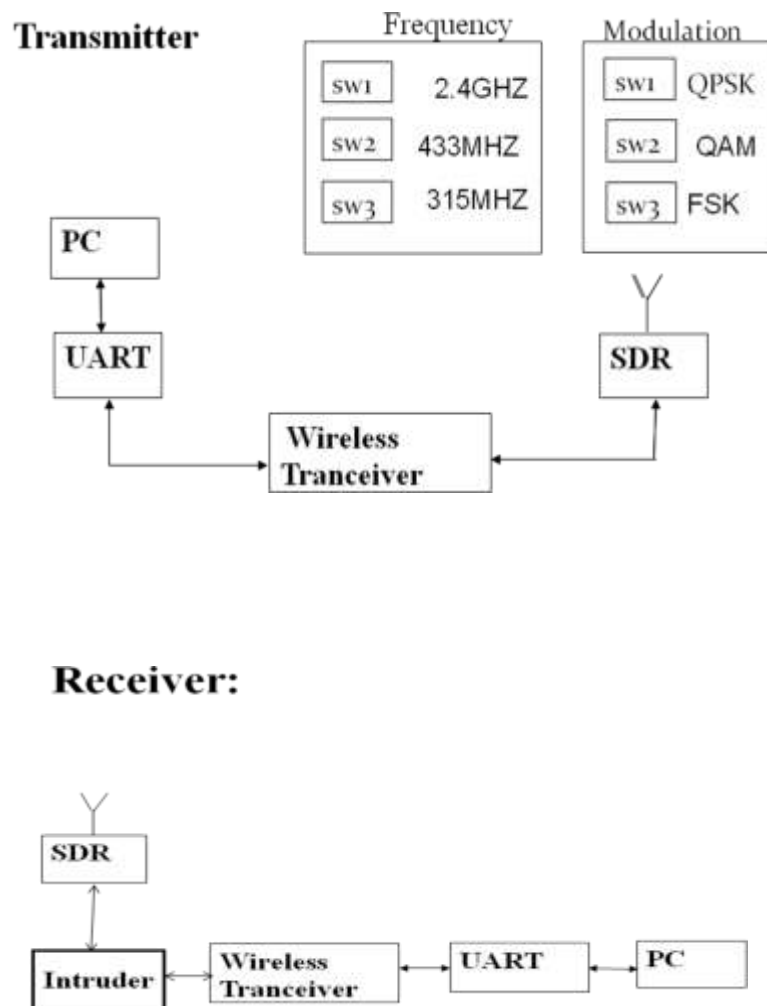 Transmitter
Frequency
sw1 2.4GHZ
sw2 433MHZ
sw3 315MHZ
Modulation
sw1 QPSK
sw2 QAM
sw3 FSK
PC
UART
SDR
Wireless
Tranceiver
Receiver:
SDR
Intruder
Wireless
Tranceiver
UART
PC